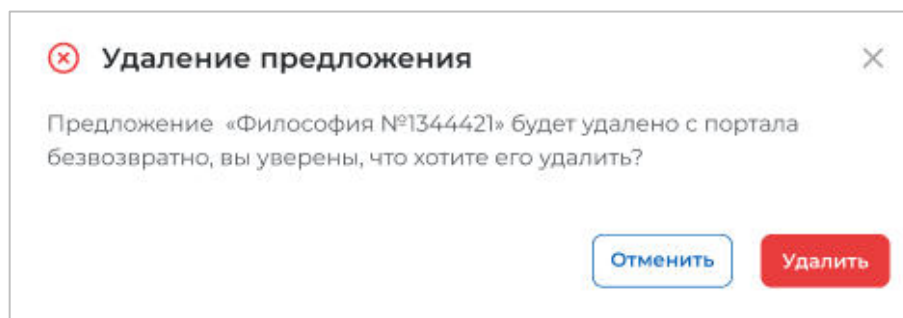 Удаление предложения
Предложение «Философия №1344421» будет удалено с портала
безвозвратно, вы уверены, что хотите его удалить?
Отменить
Удалить